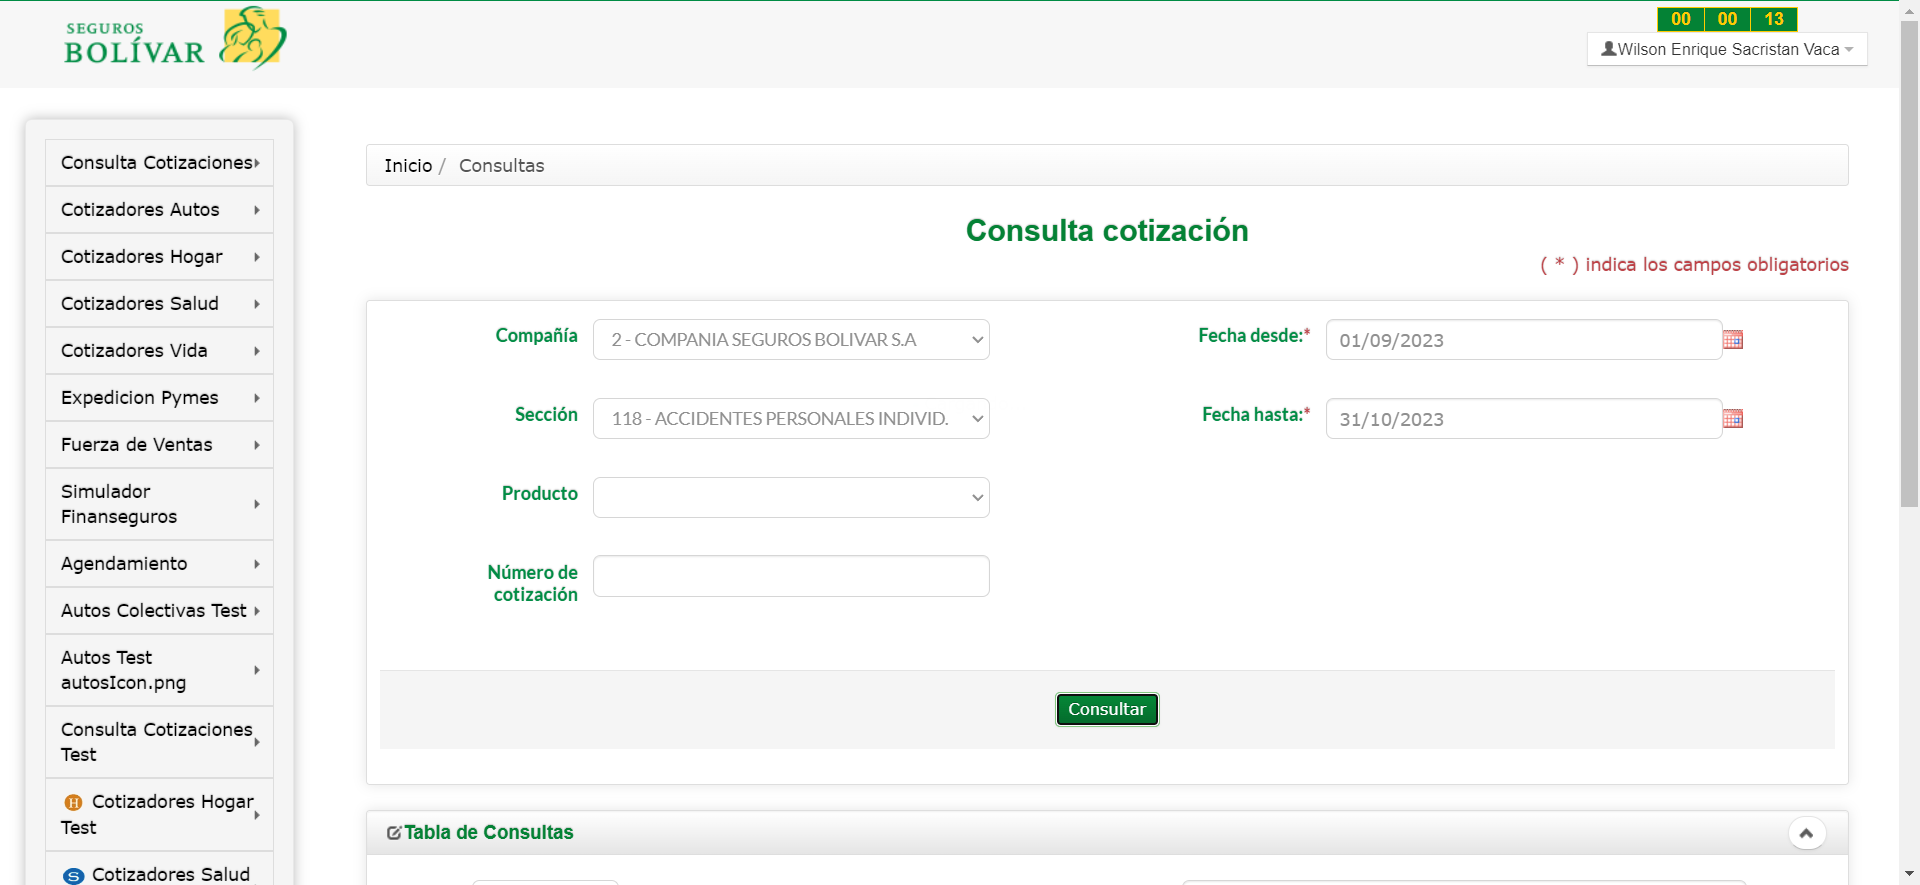 SEGUROS
BOLÍVAR
00 00 13
Wilson Enrique Sacristan Vaca
Consulta Cotizaciones
Cotizadores Autos
Cotizadores Hogar
Cotizadores Salud
Cotizadores Vida
Expedicion Pymes
Fuerza de Ventas
Simulador
Finanseguros
Agendamiento
Autos Colectivas Test
Autos Test
autosIcon.png
Consulta Cotizaciones
Test
H Cotizadores Hogar
Test
S Cotizadores Salud
Inicio / Consultas
Consulta cotización
( * ) indica los campos obligatorios
Compañía 2 - COMPANIA SEGUROS BOLIVAR S.A
Fecha desde:* 01/09/2023
Sección 118 - ACCIDENTES PERSONALES INDIVID.
Fecha hasta:* 31/10/2023
Producto
Número de
cotización
Consultar
Tabla de Consultas